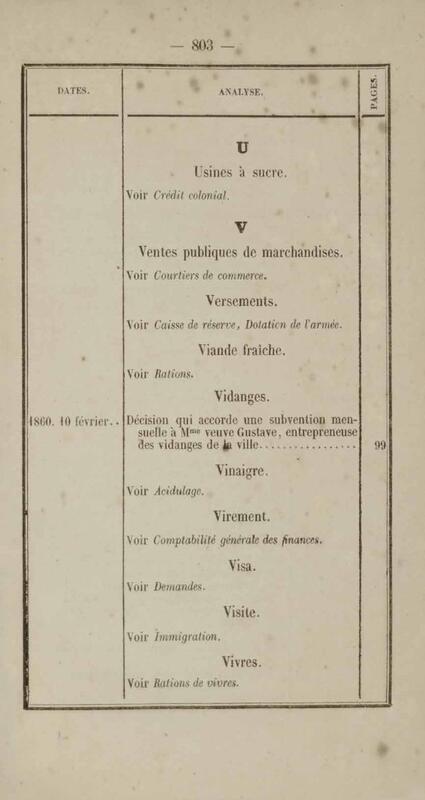 — 803 —
DATES. ANALYSE. PAGES.
U
Usines à sucre.
Voir Crédit colonial.
V
Ventes publiques de marchandises.
Voir Courtiers de commerce.
Versements.
Voir Caisse de réserve, Dotation de l'armée.
Viande fraîche.
Voir Rations.
Vidanges.
1860. 10 février.. Décision qui accorde une subvention men-
suelle à Mme veuve Gustave, entrepreneuse
des vidanges de la ville................ 99
Vinaigre.
Voir Acidulage.
Virement.
Voir Comptabilité générale des finances.
Visa.
Voir Demandes.
Visite.
Voir Immigration.
Vivres.
Voir Rations de vivres.